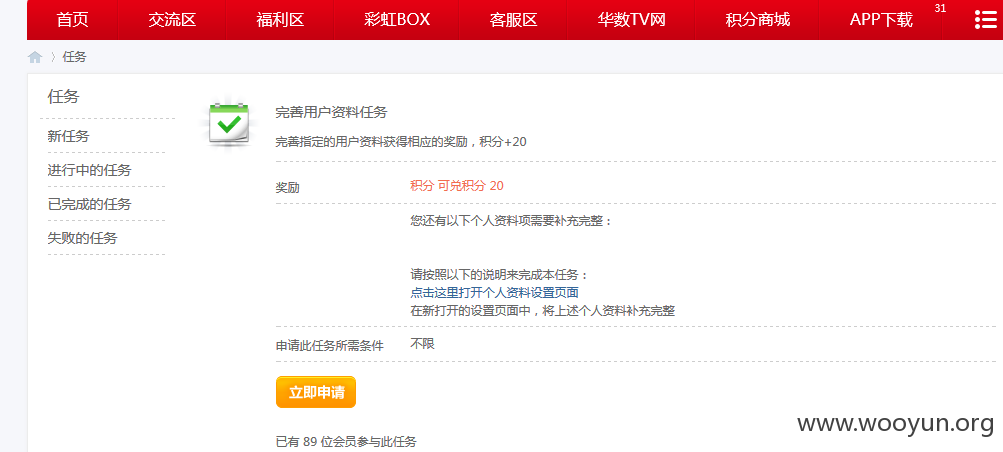 首页 交流区 福利区 彩虹BOX 客服区 华数TV网 积分商城 APP下载 31
任务
任务
新任务
进行中的任务
已完成的任务
失败的任务
完善用户资料任务
完善指定的用户资料获得相应的奖励，积分+20
奖励 积分 可兑积分 20
您还有以下个人资料项需要补充完整：
请按照以下的说明来完成本任务：
点击这里打开个人资料设置页面
在新打开的设置页面中，将上述个人资料补充完整
申请此任务所需条件 不限
立即申请
已有 89 位会员参与此任务
www.wooyun.org